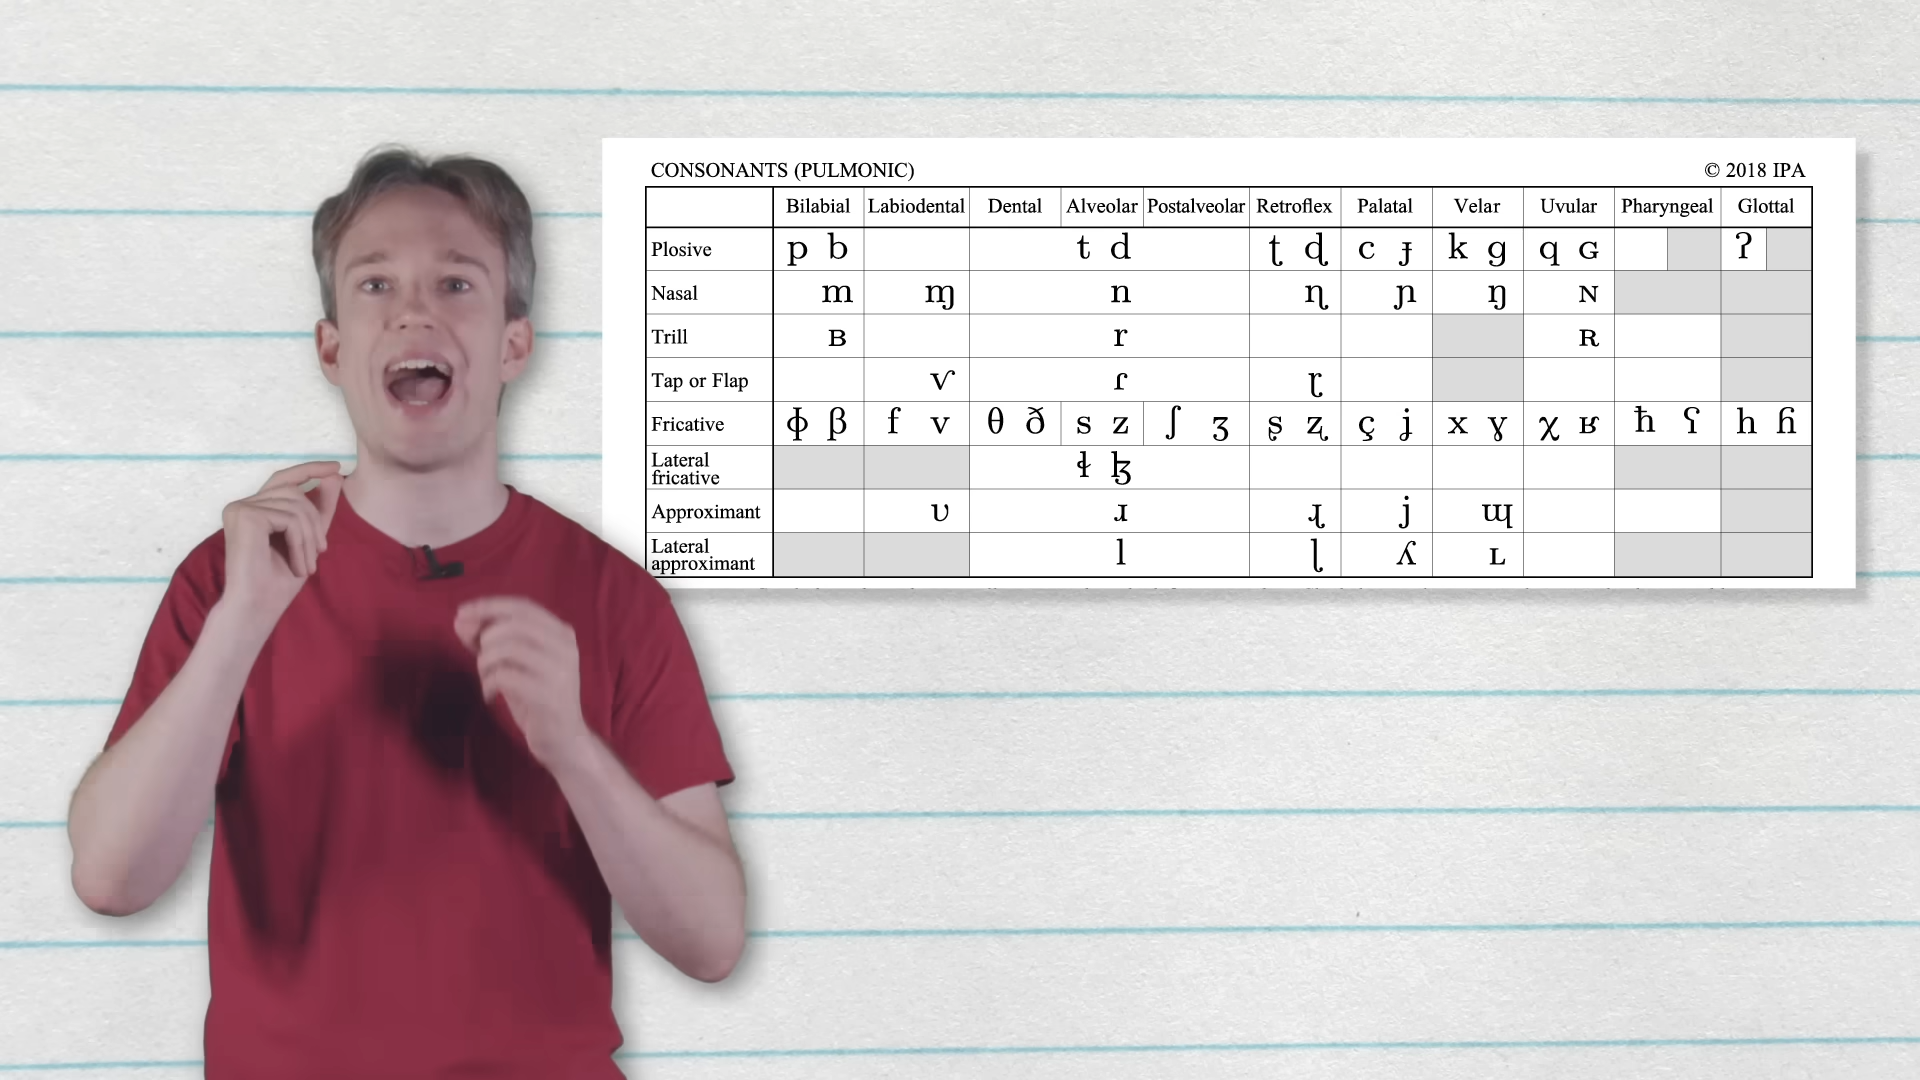 CONSONANTS (PULMONIC) © 2018 IPA
Bilabial Labiodental Dental Alveolar Postalveolar Retroflex Palatal Velar Uvular Pharyngeal Glottal
Plosive p b t d ʈ ɖ c ɟ k ɡ q ɢ ʔ
Nasal m ɱ n ɳ ɲ ŋ ɴ
Trill ʙ r ʀ
Tap or Flap ⱱ ɾ ɽ
Fricative ɸ β f v θ ð s z ʃ ʒ ʂ ʐ ç ʝ x ɣ χ ʁ ħ ʕ h ɦ
Lateral
fricative ɬ ɮ
Approximant ʋ ɹ ɻ j ɰ
Lateral
approximant l ɭ ʎ ʟ